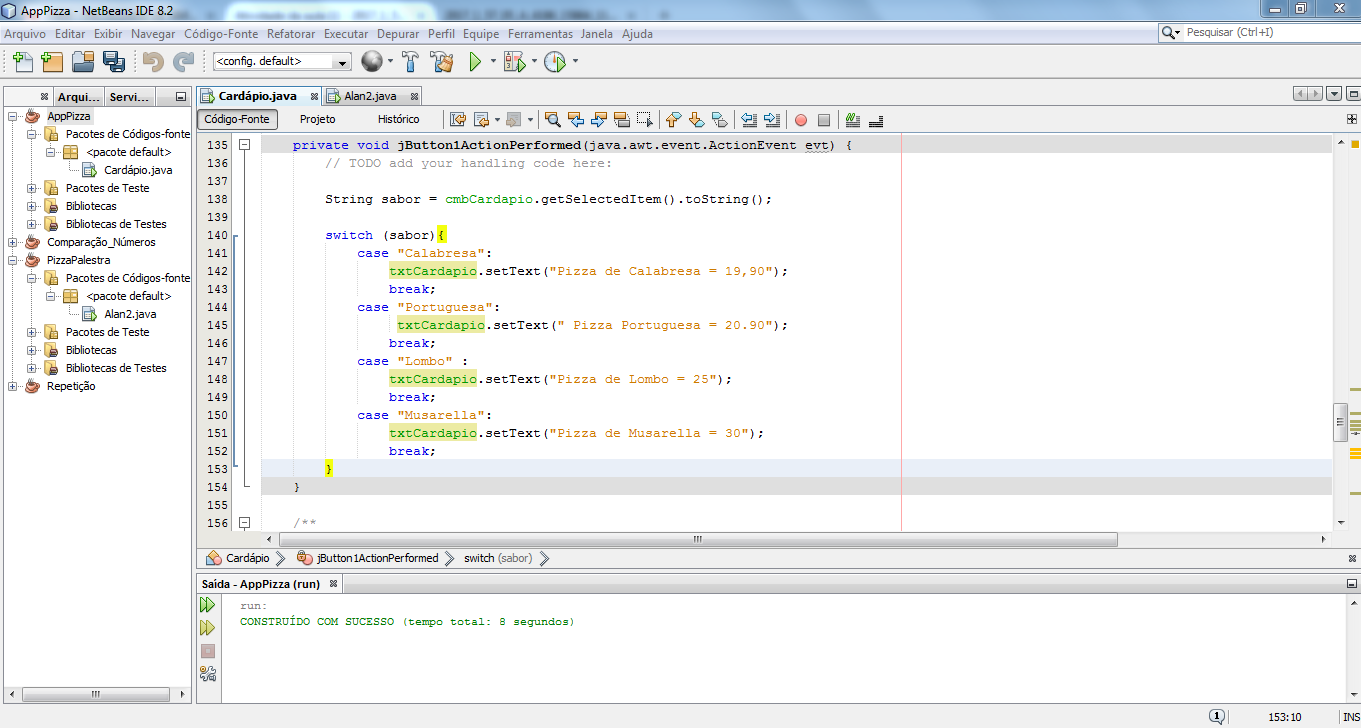 AppPizza - NetBeans IDE 8.2
Arquivo Editar Exibir Navegar Código-Fonte Refatorar Executar Depurar Perfil Equipe Ferramentas Janela Ajuda
Pesquisar (Ctrl+I)
<config. default>
Arqui... Servi...
Cardápio.java Alan2.java
Código-Fonte Projeto Histórico
AppPizza
Pacotes de Códigos-fonte
<pacote default>
Cardápio.java
Pacotes de Teste
Bibliotecas
Bibliotecas de Testes
Comparação_Números
PizzaPalestra
Pacotes de Códigos-fonte
<pacote default>
Alan2.java
Pacotes de Teste
Bibliotecas
Bibliotecas de Testes
Repetição
135 private void jButton1ActionPerformed(java.awt.event.ActionEvent evt) {
136 // TODO add your handling code here:
137
138 String sabor = cmbCardapio.getSelectedItem().toString();
139
140 switch (sabor){
141 case "Calabresa":
142 txtCardapio.setText("Pizza de Calabresa = 19,90");
143 break;
144 case "Portuguesa":
145 txtCardapio.setText(" Pizza Portuguesa = 20.90");
146 break;
147 case "Lombo" :
148 txtCardapio.setText("Pizza de Lombo = 25");
149 break;
150 case "Musarella":
151 txtCardapio.setText("Pizza de Musarella = 30");
152 break;
153 }
154 }
155
156 /**
Cardápio jButton1ActionPerformed switch (sabor)
Saída - AppPizza (run)
run:
CONSTRUÍDO COM SUCESSO (tempo total: 8 segundos)
1 153:10 INS